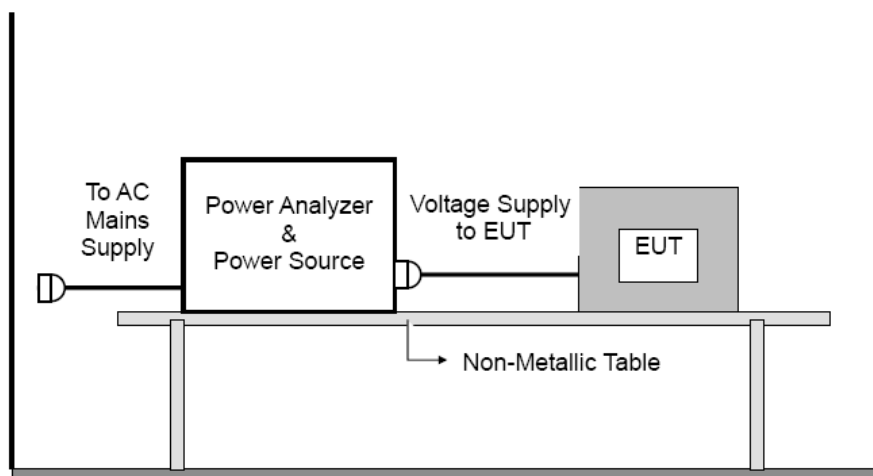 To AC
Mains
Supply
Power Analyzer
&
Power Source
Voltage Supply
to EUT
EUT
Non-Metallic Table